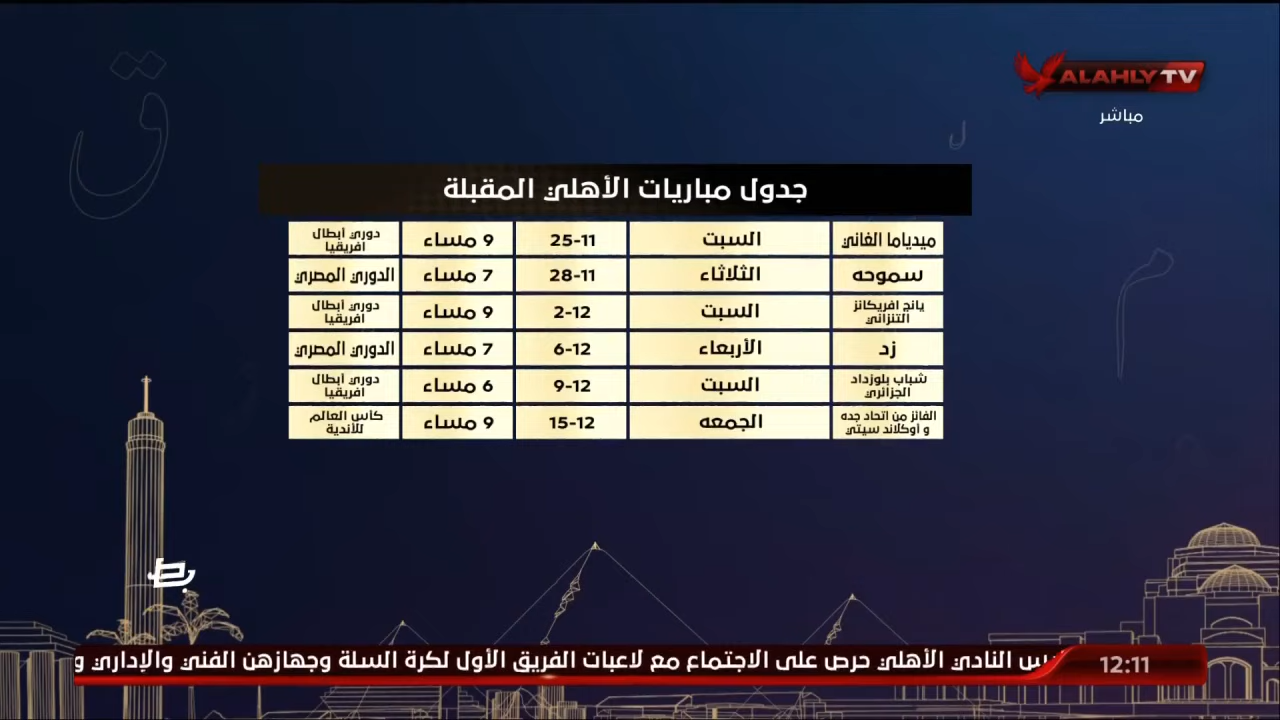 ALAHLY TV
مباشر
جدول مباريات الأهلي المقبلة
ميدياما الغاني السبت 25-11 9 مساء دوري أبطال
افريقيا
سموحه الثلاثاء 28-11 7 مساء الدوري المصري
يانج افريكانز
التنزاني السبت 2-12 9 مساء دوري أبطال
افريقيا
زد الأربعاء 6-12 7 مساء الدوري المصري
شباب بلوزداد
الجزائري السبت 9-12 6 مساء دوري أبطال
افريقيا
الفائز من اتحاد جده
و أوكلاند سيتي الجمعه 15-12 9 مساء كأس العالم
للأندية
12:11
النادي الأهلي حرص على الاجتماع مع لاعبات الفريق الأول لكرة السلة وجهازهن الفني والإداري و
ق
ل
م